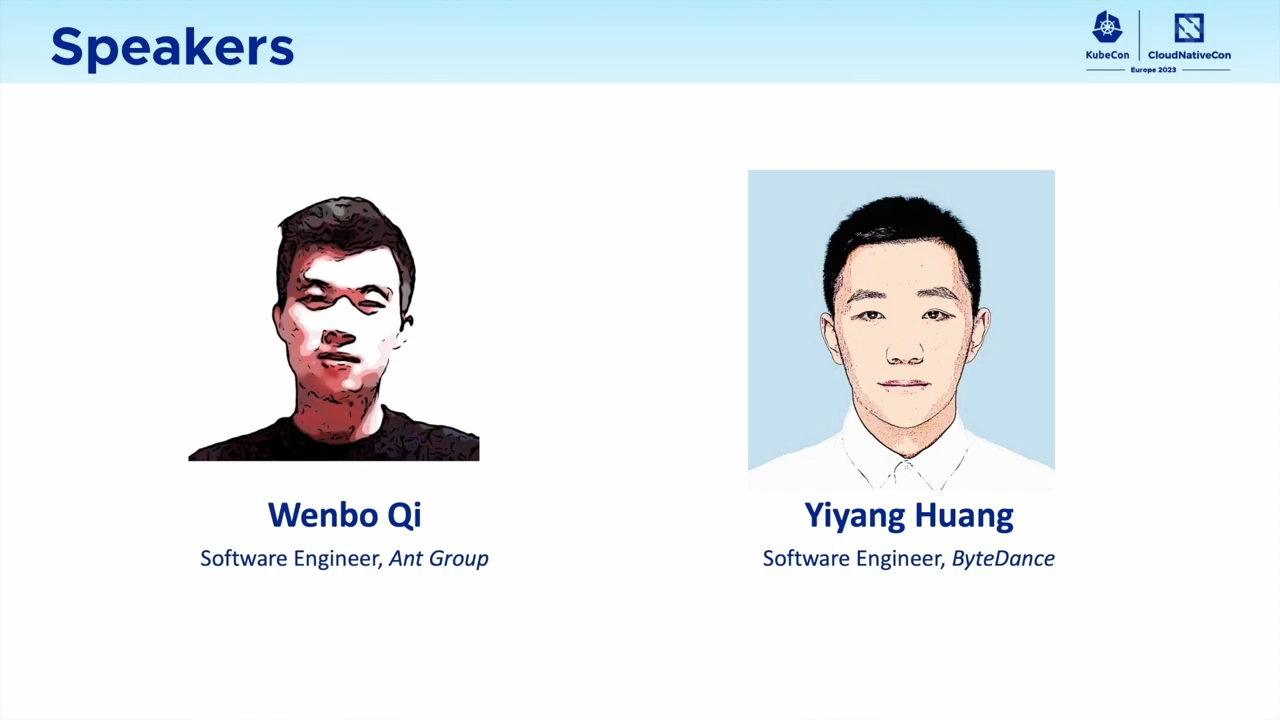 Speakers
KubeCon
CloudNativeCon
Europe 2023
Wenbo Qi
Software Engineer, Ant Group
Yiyang Huang
Software Engineer, ByteDance